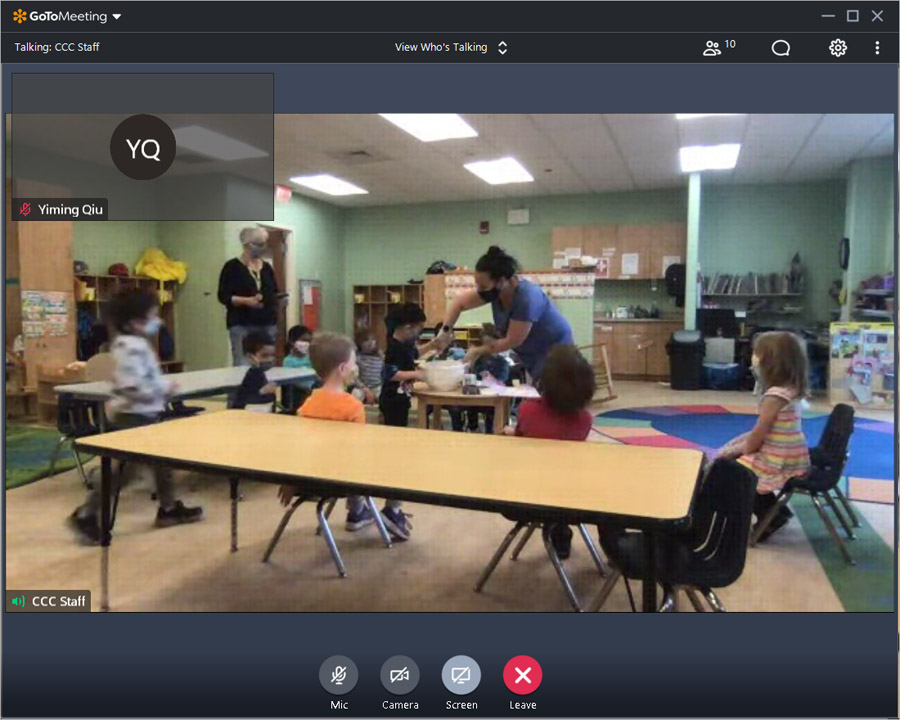 GoToMeeting
Talking: CCC Staff
View Who's Talking
10
YQ
Yiming Qiu
CCC Staff
Mic
Camera
Screen
Leave